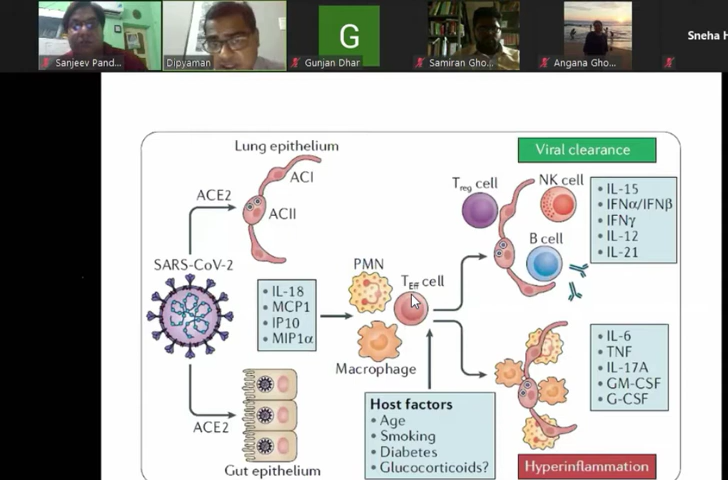 Sanjeev Pand...
Dipyaman
G
Gunjan Dhar
Samiran Gho...
Angana Gho...
Sneha H
Lung epithelium
ACI
ACE2
ACII
SARS-CoV-2
• IL-18
• MCP1
• IP10
• MIP1α
PMN
TEff cell
Macrophage
ACE2
Gut epithelium
Host factors
• Age
• Smoking
• Diabetes
• Glucocorticoids?
Viral clearance
Treg cell
NK cell
B cell
• IL-15
• IFNα/IFNβ
• IFNγ
• IL-12
• IL-21
• IL-6
• TNF
• IL-17A
• GM-CSF
• G-CSF
Hyperinflammation